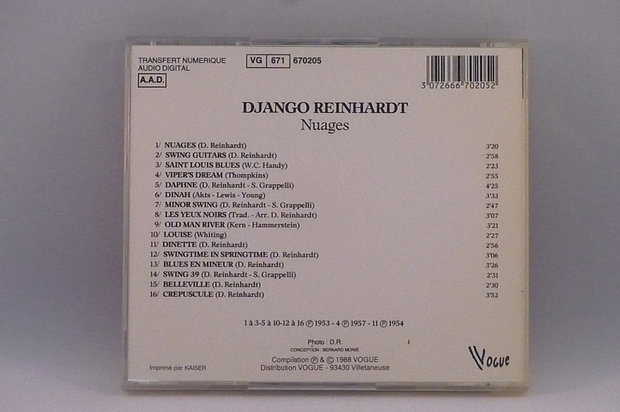 TRANSFERT NUMERIQUE
AUDIO DIGITAL
A.A.D.
VG 671 670205
3 072666 702052
DJANGO REINHARDT
Nuages
1/ NUAGES (D. Reinhardt) 3'20
2/ SWING GUITARS (D. Reinhardt) 2'58
3/ SAINT LOUIS BLUES (W.C. Handy) 2'23
4/ VIPER'S DREAM (Thompkins) 2'55
5/ DAPHNE (D. Reinhardt - S. Grappelli) 4'25
6/ DINAH (Akts - Lewis - Young) 3'33
7/ MINOR SWING (D. Reinhardt - S. Grappelli) 2'47
8/ LES YEUX NOIRS (Trad. - Arr. D. Reinhardt) 3'07
9/ OLD MAN RIVER (Kern - Hammerstein) 3'21
10/ LOUISE (Whiting) 2'27
11/ DINETTE (D. Reinhardt) 2'56
12/ SWINGTIME IN SPRINGTIME (D. Reinhardt) 3'06
13/ BLUES EN MINEUR (D. Reinhardt) 3'26
14/ SWING 39 (D. Reinhardt - S. Grappelli) 2'31
15/ BELLEVILLE (D. Reinhardt) 2'30
16/ CREPUSCULE (D. Reinhardt) 3'52
1 à 3-5 à 10-12 à 16 ℗ 1953 - 4 ℗ 1957 - 11 ℗ 1954
Photo : D.R.
CONCEPTION : BERNARD MONIÉ
Compilation ℗ & © 1988 VOGUE
Distribution VOGUE - 93430 Villetaneuse
Imprimé par KAISER
VOGUE